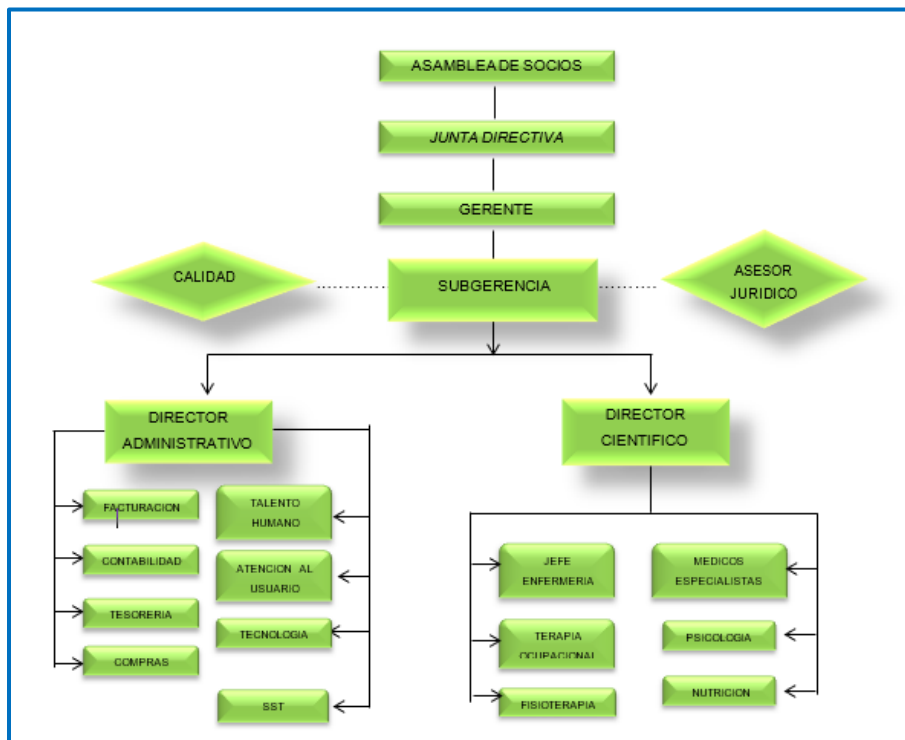 ASAMBLEA DE SOCIOS
JUNTA DIRECTIVA
GERENTE
CALIDAD
SUBGERENCIA
ASESOR
JURIDICO
DIRECTOR
ADMINISTRATIVO
DIRECTOR
CIENTIFICO
FACTURACION
TALENTO
HUMANO
CONTABILIDAD
ATENCION AL
USUARIO
TESORERIA
TECNOLOGIA
COMPRAS
SST
JEFE
ENFERMERIA
MEDICOS
ESPECIALISTAS
TERAPIA
OCUPACIONAL
PSICOLOGIA
FISIOTERAPIA
NUTRICION